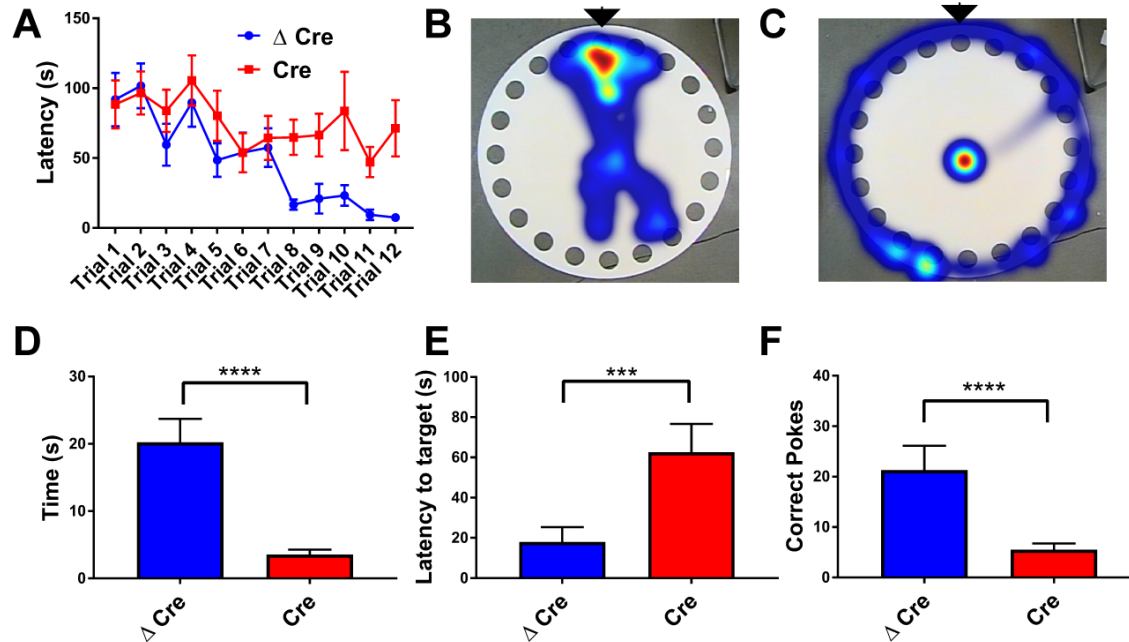 A
Latency (s)
150
100
50
0
Δ Cre
Cre
Trial 1
Trial 2
Trial 3
Trial 4
Trial 5
Trial 6
Trial 7
Trial 8
Trial 9
Trial 10
Trial 11
Trial 12
B
C
D
Time (s)
30
20
10
0
****
Δ Cre
Cre
E
Latency to target (s)
100
80
60
40
20
0
***
Δ Cre
Cre
F
Correct Pokes
40
30
20
10
0
****
Δ Cre
Cre